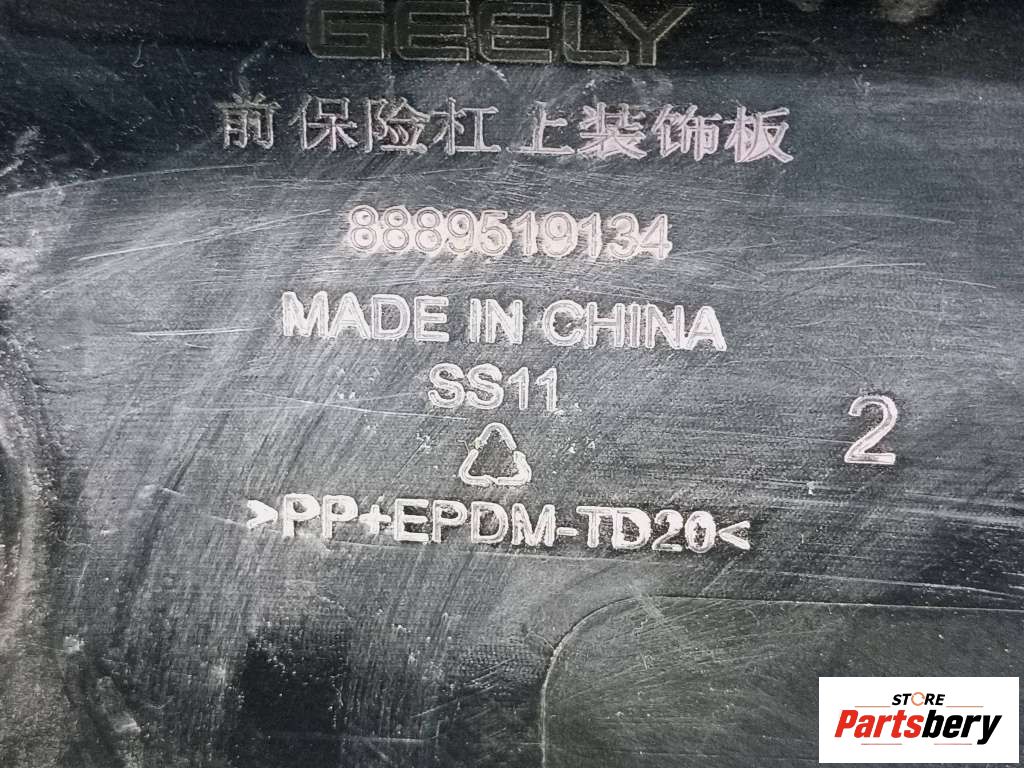 GEELY
前保险杠上装饰板
8889519134
MADE IN CHINA
SS11
2
>PP+EPDM-TD20<
STORE
Partsbery